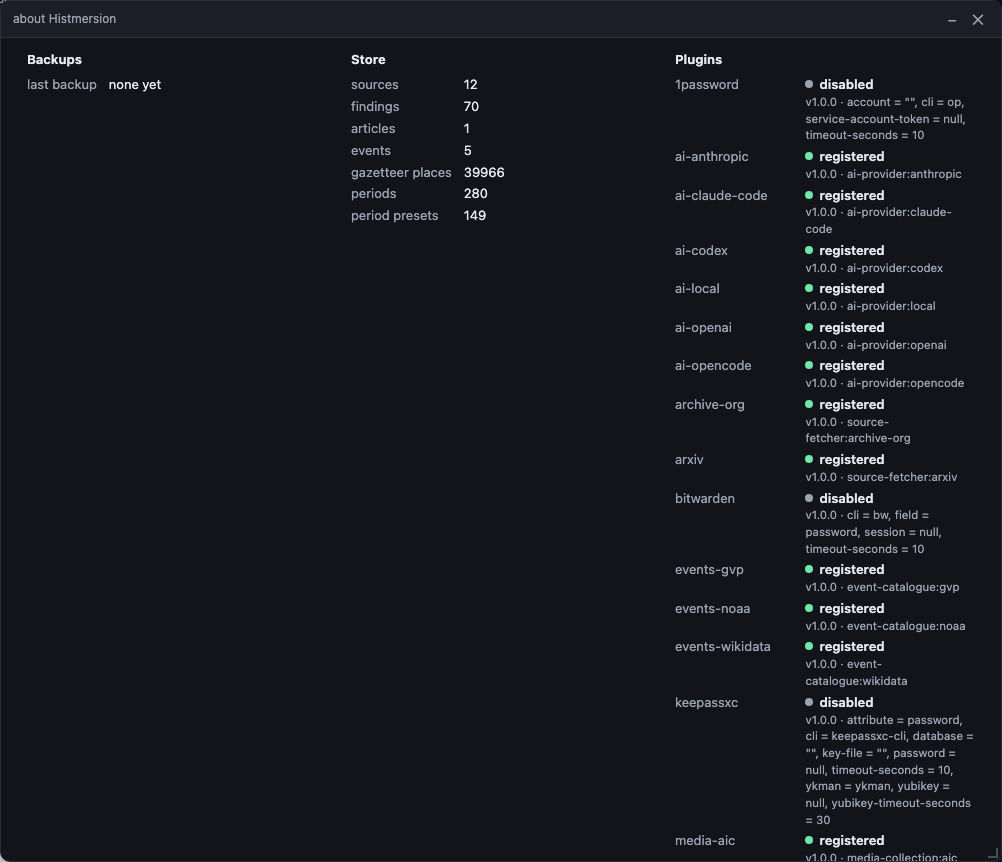 about Histmersion
Backups
last backup none yet
Store
sources 12
findings 70
articles 1
events 5
gazetteer places 39966
periods 280
period presets 149
Plugins
1password disabled
v1.0.0 · account = "", cli = op,
service-account-token = null,
timeout-seconds = 10
ai-anthropic registered
v1.0.0 · ai-provider:anthropic
ai-claude-code registered
v1.0.0 · ai-provider:claude-
code
ai-codex registered
v1.0.0 · ai-provider:codex
ai-local registered
v1.0.0 · ai-provider:local
ai-openai registered
v1.0.0 · ai-provider:openai
ai-opencode registered
v1.0.0 · ai-provider:opencode
archive-org registered
v1.0.0 · source-
fetcher:archive-org
arxiv registered
v1.0.0 · source-fetcher:arxiv
bitwarden disabled
v1.0.0 · cli = bw, field =
password, session = null,
timeout-seconds = 10
events-gvp registered
v1.0.0 · event-catalogue:gvp
events-noaa registered
v1.0.0 · event-catalogue:noaa
events-wikidata registered
v1.0.0 · event-
catalogue:wikidata
keepassxc disabled
v1.0.0 · attribute = password,
cli = keepassxc-cli, database =
"", key-file = "", password =
null, timeout-seconds = 10,
ykman = ykman, yubikey =
null, yubikey-timeout-seconds
= 30
media-aic registered
v1.0.0 · media-collection:aic